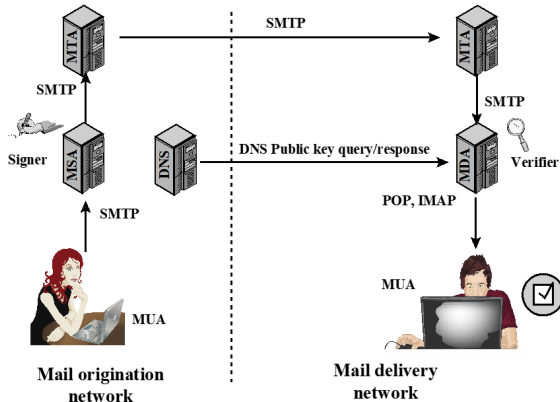 SMTP
MTA
MTA
SMTP
SMTP
Signer
MSA
DNS
DNS Public key query/response
MDA
Verifier
SMTP
POP, IMAP
MUA
MUA
Mail origination
network
Mail delivery
network